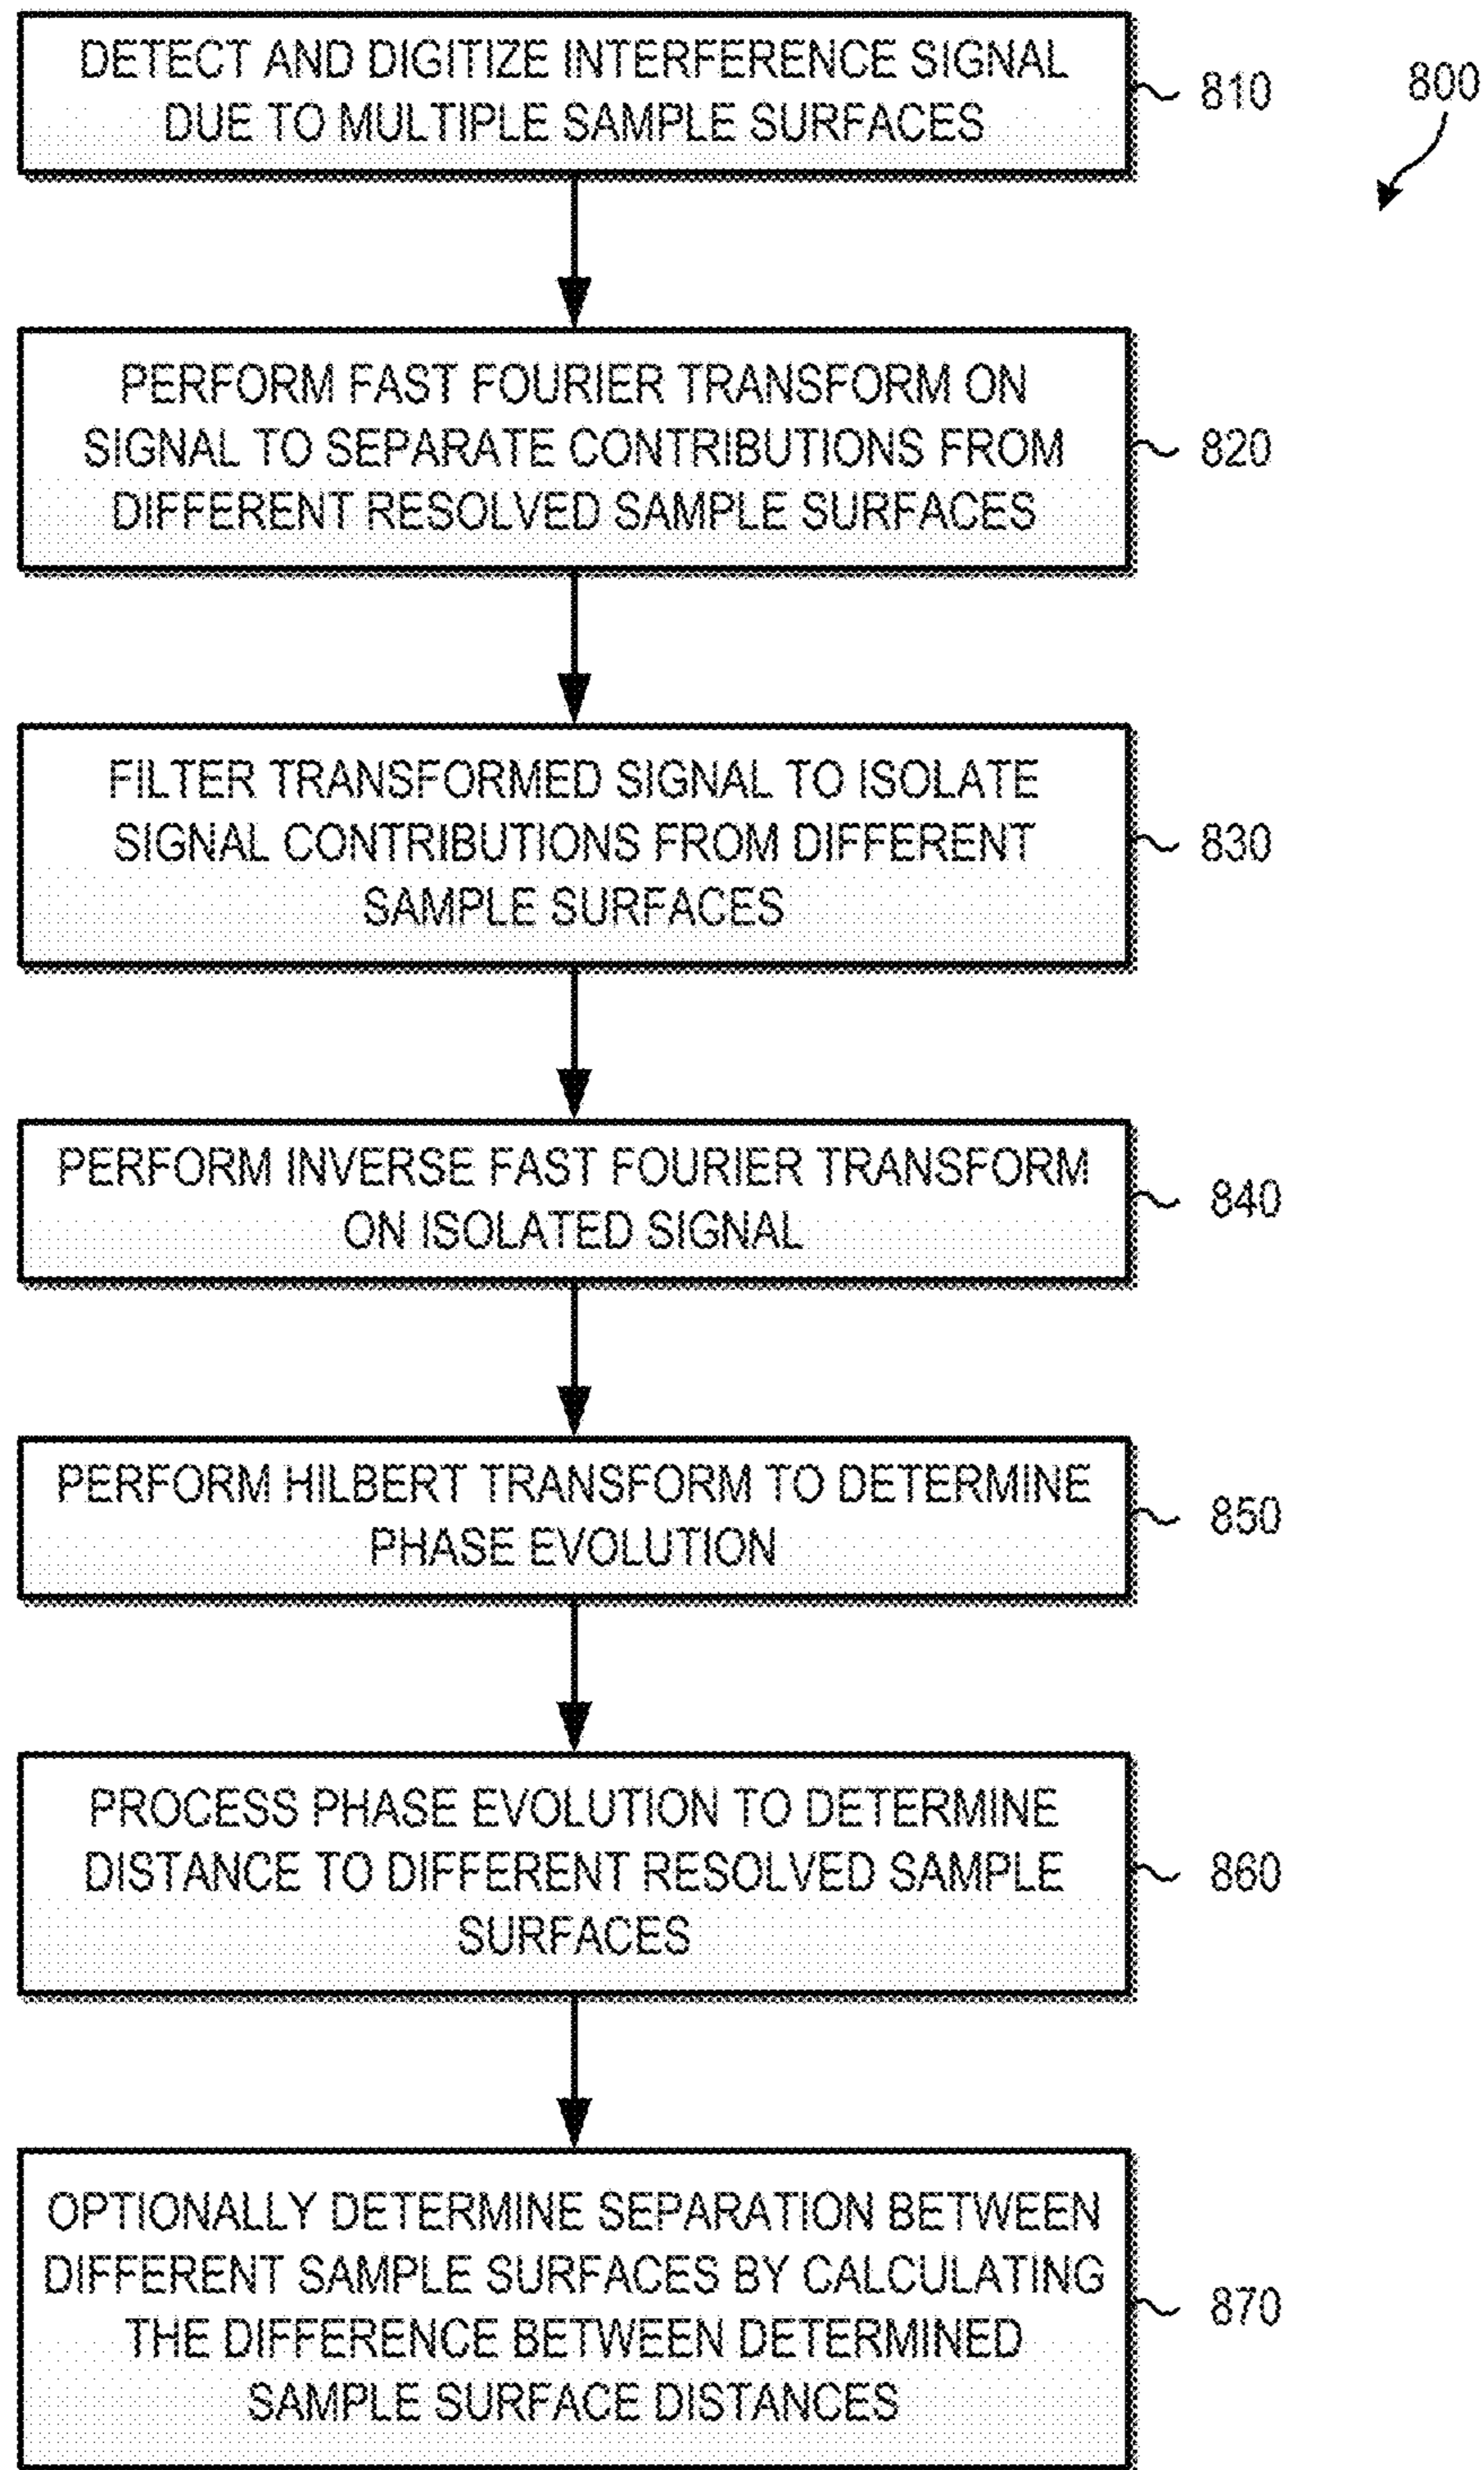 DETECT AND DIGITIZE INTERFERENCE SIGNAL
DUE TO MULTIPLE SAMPLE SURFACES
810
800
PERFORM FAST FOURIER TRANSFORM ON
SIGNAL TO SEPARATE CONTRIBUTIONS FROM
DIFFERENT RESOLVED SAMPLE SURFACES
820
FILTER TRANSFORMED SIGNAL TO ISOLATE
SIGNAL CONTRIBUTIONS FROM DIFFERENT
SAMPLE SURFACES
830
PERFORM INVERSE FAST FOURIER TRANSFORM
ON ISOLATED SIGNAL
840
PERFORM HILBERT TRANSFORM TO DETERMINE
PHASE EVOLUTION
850
PROCESS PHASE EVOLUTION TO DETERMINE
DISTANCE TO DIFFERENT RESOLVED SAMPLE
SURFACES
860
OPTIONALLY DETERMINE SEPARATION BETWEEN
DIFFERENT SAMPLE SURFACES BY CALCULATING
THE DIFFERENCE BETWEEN DETERMINED
SAMPLE SURFACE DISTANCES
870